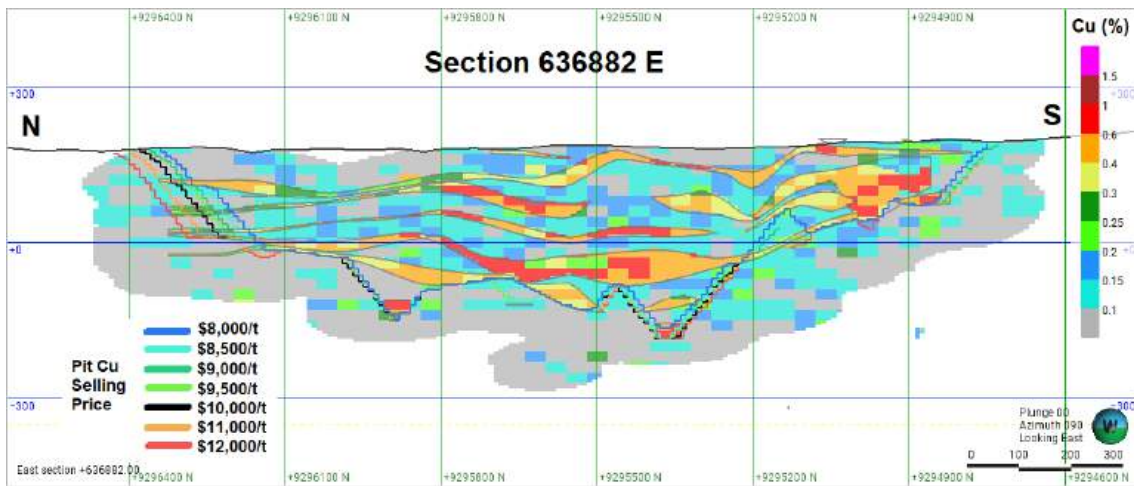 +9296400 N +9296100 N +9295800 N +9295500 N +9295200 N +9294900 N
Cu (%)
Section 636882 E
+300
N
S
1.5
1
0.6
0.4
0.3
0.25
0.2
0.15
0.1
+0
$8,000/t
$8,500/t
Pit Cu
$9,000/t
Selling
$9,500/t
Price
$10,000/t
$11,000/t
$12,000/t
-300
Plunge 00
Azimuth 090
Looking East
0 100 200 300
East section +636882.00
+9296400 N +9296100 N +9295800 N +9295500 N +9295200 N +9294900 N +9294600 N